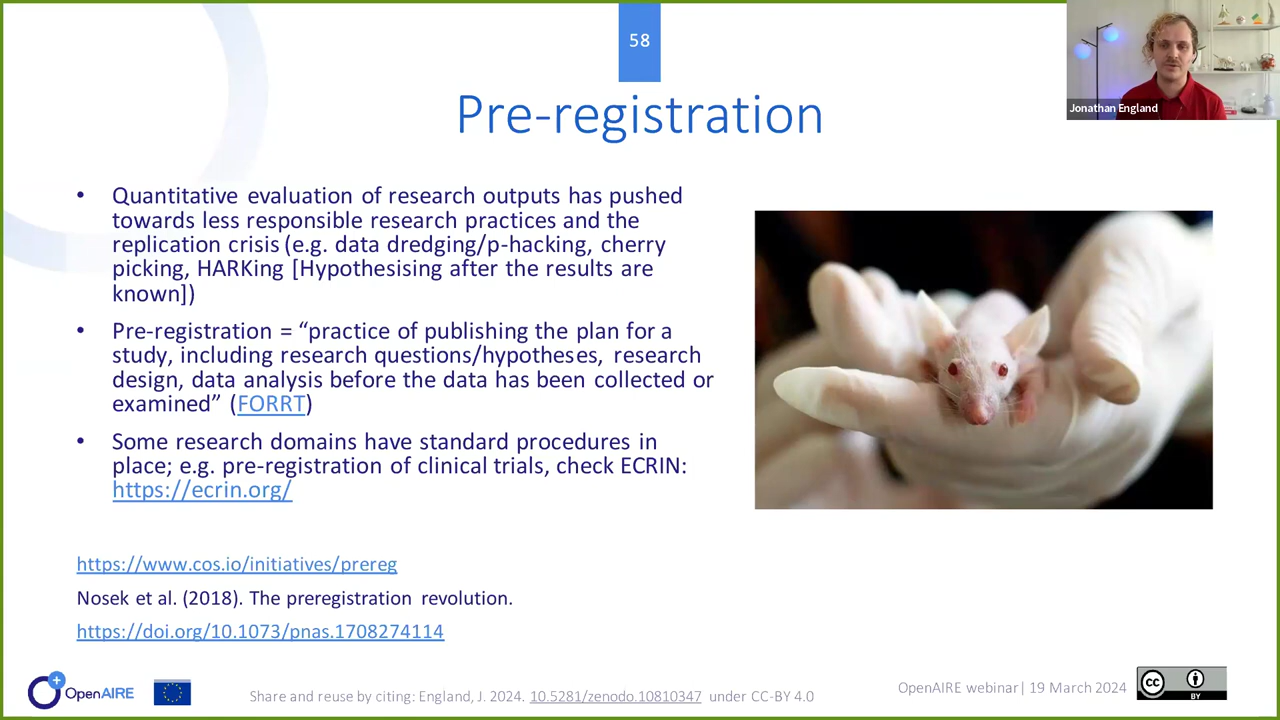 58
Jonathan England
Pre-registration
• Quantitative evaluation of research outputs has pushed
towards less responsible research practices and the
replication crisis (e.g. data dredging/p-hacking, cherry
picking, HARKing [Hypothesising after the results are
known])
• Pre-registration = “practice of publishing the plan for a
study, including research questions/hypotheses, research
design, data analysis before the data has been collected or
examined” (FORRT)
• Some research domains have standard procedures in
place; e.g. pre-registration of clinical trials, check ECRIN:
https://ecrin.org/
https://www.cos.io/initiatives/prereg
Nosek et al. (2018). The preregistration revolution.
https://doi.org/10.1073/pnas.1708274114
OpenAIRE
Share and reuse by citing: England, J. 2024. 10.5281/zenodo.10810347 under CC-BY 4.0
OpenAIRE webinar| 19 March 2024
CC
BY